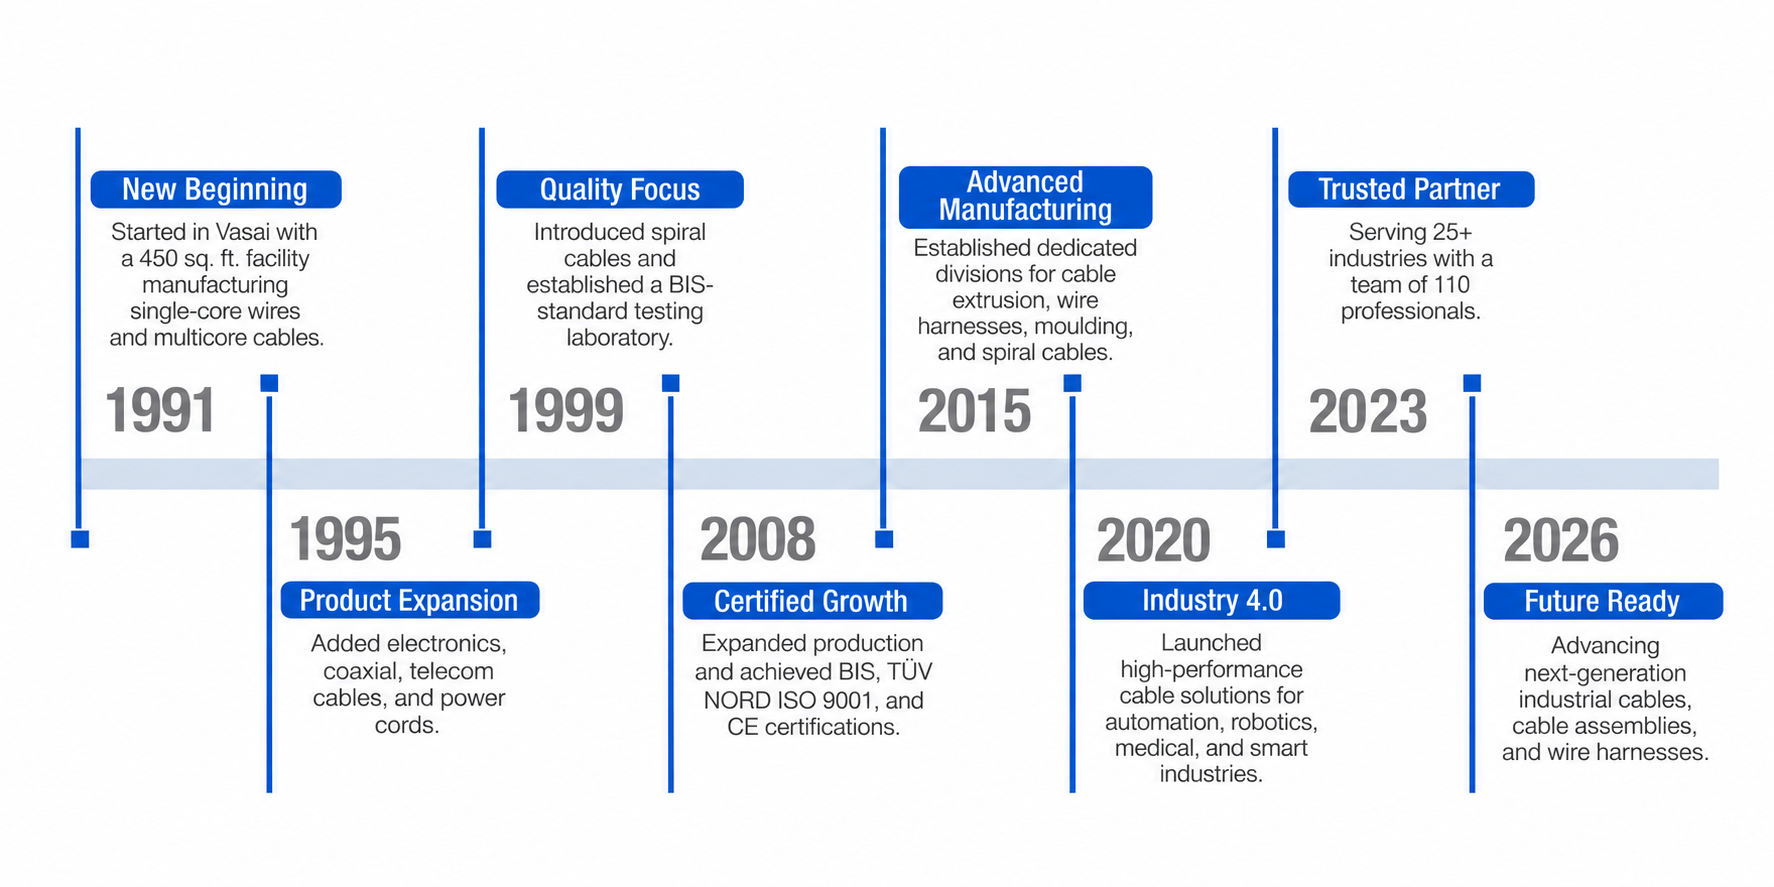 New Beginning
Started in Vasai with
a 450 sq. ft. facility
manufacturing
single-core wires
and multicore cables.
1991
1995
Product Expansion
Added electronics,
coaxial, telecom
cables, and power
cords.
Quality Focus
Introduced spiral
cables and
established a BIS-
standard testing
laboratory.
1999
2008
Certified Growth
Expanded production
and achieved BIS, TÜV
NORD ISO 9001, and
CE certifications.
Advanced
Manufacturing
Established dedicated
divisions for cable
extrusion, wire
harnesses, moulding,
and spiral cables.
2015
2020
Industry 4.0
Launched
high-performance
cable solutions for
automation, robotics,
medical, and smart
industries.
Trusted Partner
Serving 25+
industries with a
team of 110
professionals.
2023
2026
Future Ready
Advancing
next-generation
industrial cables,
cable assemblies,
and wire harnesses.